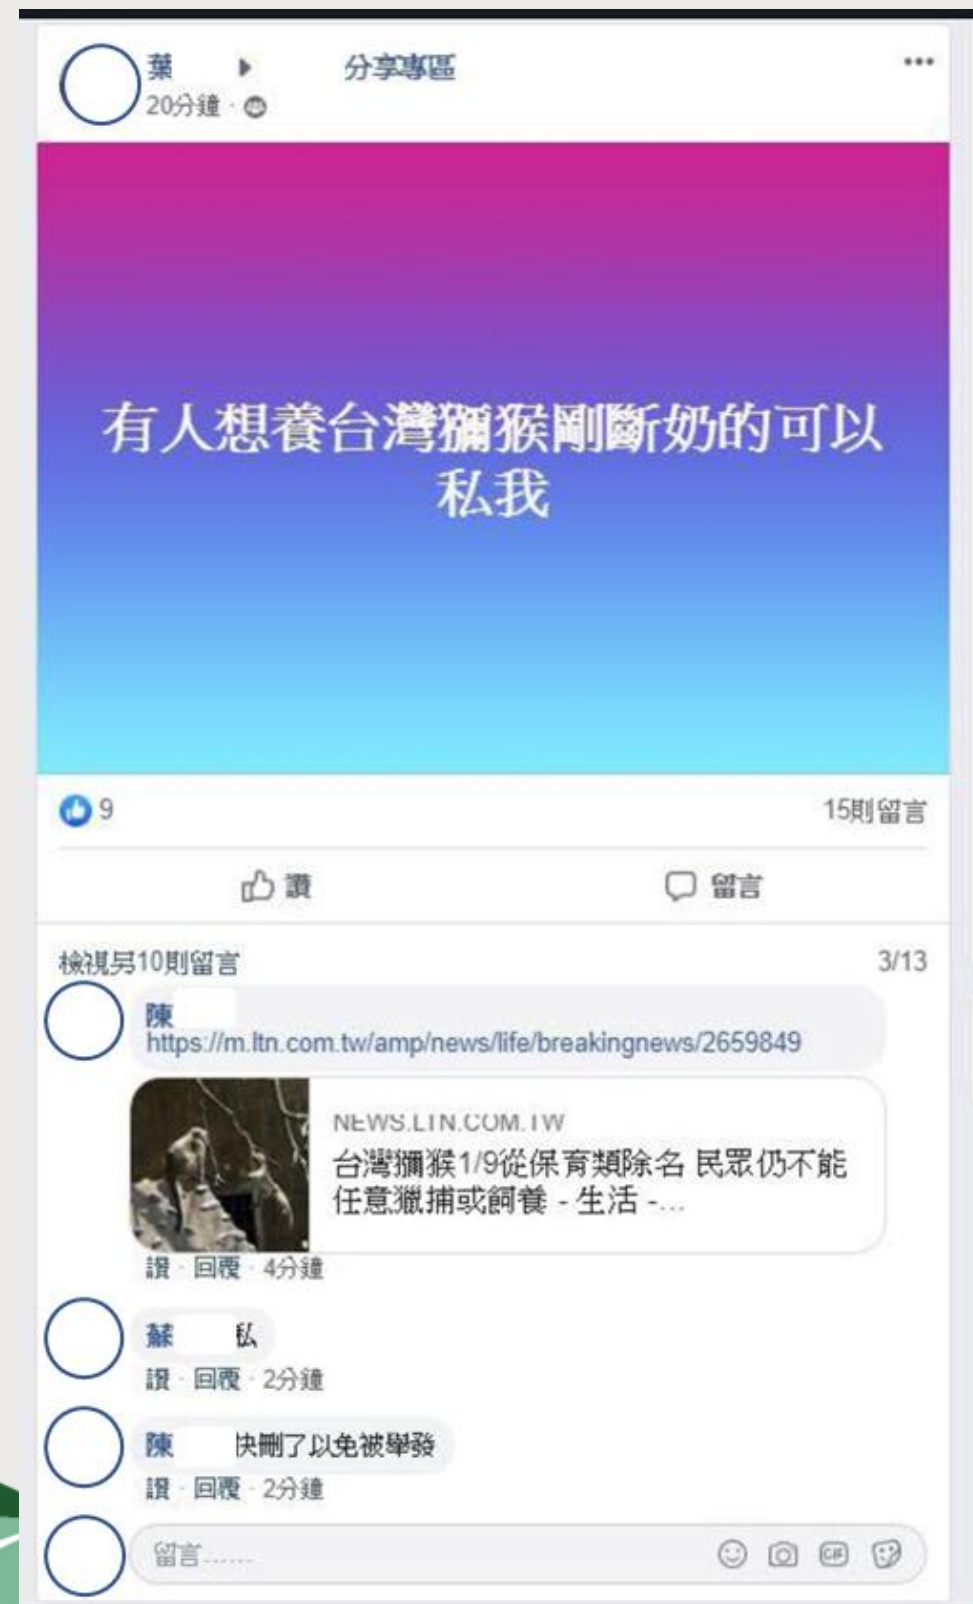 葉 ▶ 分享專區
20分鐘 ·
有人想養台灣獼猴剛斷奶的可以
私我
9 15則留言
讚 留言
檢視另10則留言 3/13
陳
https://m.ltn.com.tw/amp/news/life/breakingnews/2659849
NEWS.LTN.COM.TW
台灣獼猴1/9從保育類除名 民眾仍不能
任意獵捕或飼養 - 生活 -...
讚 · 回覆 · 4分鐘
蘇 私
讚 · 回覆 · 2分鐘
陳 快刪了以免被舉發
讚 · 回覆 · 2分鐘
留言......
GIF